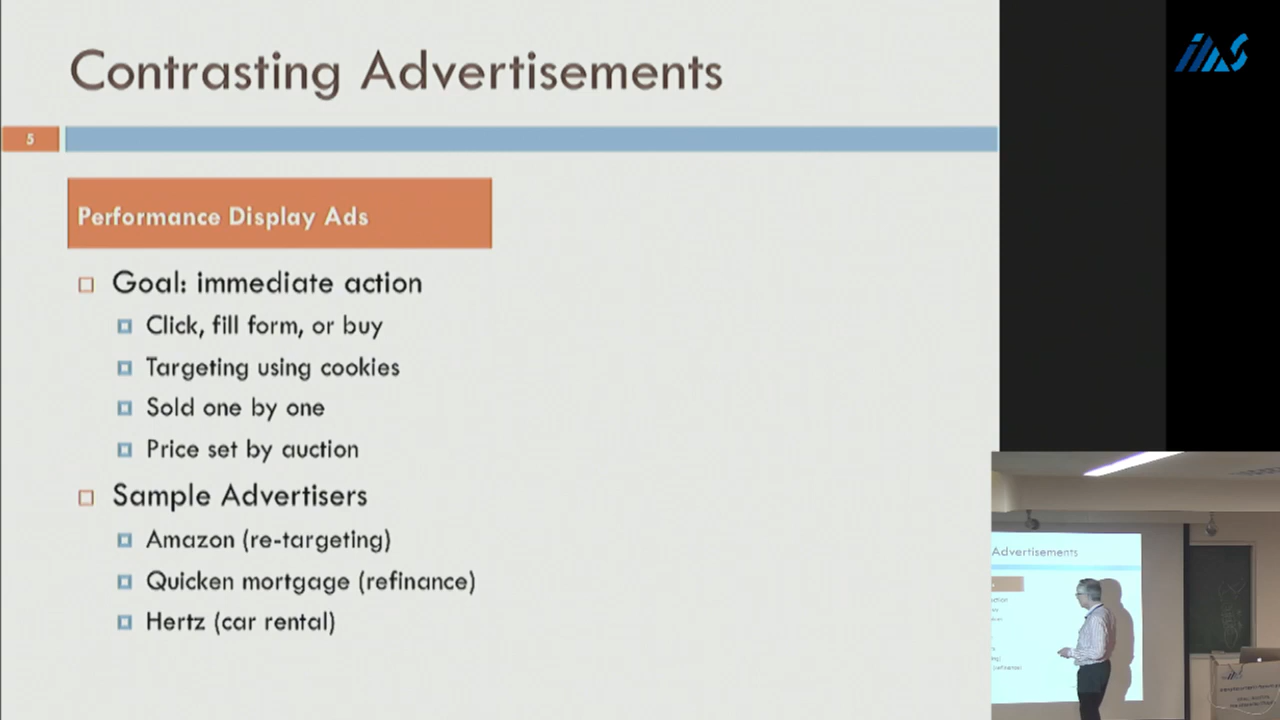 Contrasting Advertisements
5
Performance Display Ads
Goal: immediate action
Click, fill form, or buy
Targeting using cookies
Sold one by one
Price set by auction
Sample Advertisers
Amazon (re-targeting)
Quicken mortgage (refinance)
Hertz (car rental)
ias
Advertisements